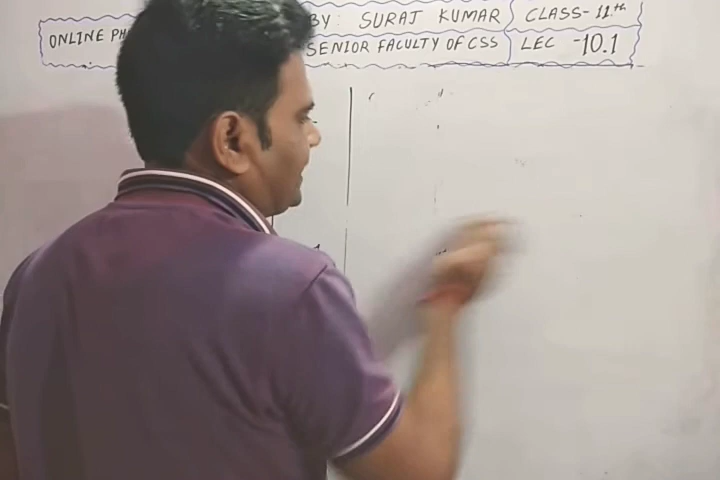 ONLINE PH BY: SURAJ KUMAR CLASS-11th
SENIOR FACULTY OF CSS LEC -10.1